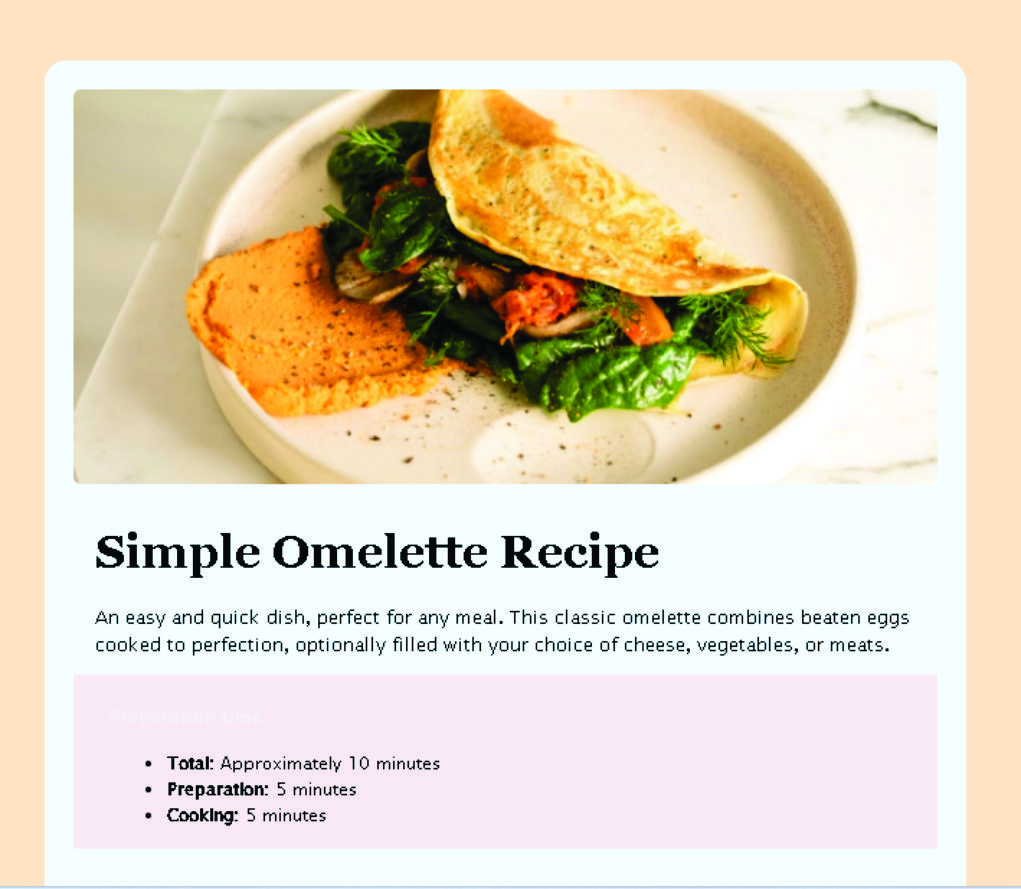 Simple Omelette Recipe
An easy and quick dish, perfect for any meal. This classic omelette combines beaten eggs
cooked to perfection, optionally filled with your choice of cheese, vegetables, or meats.
Preparation time
• Total: Approximately 10 minutes
• Preparation: 5 minutes
• Cooking: 5 minutes